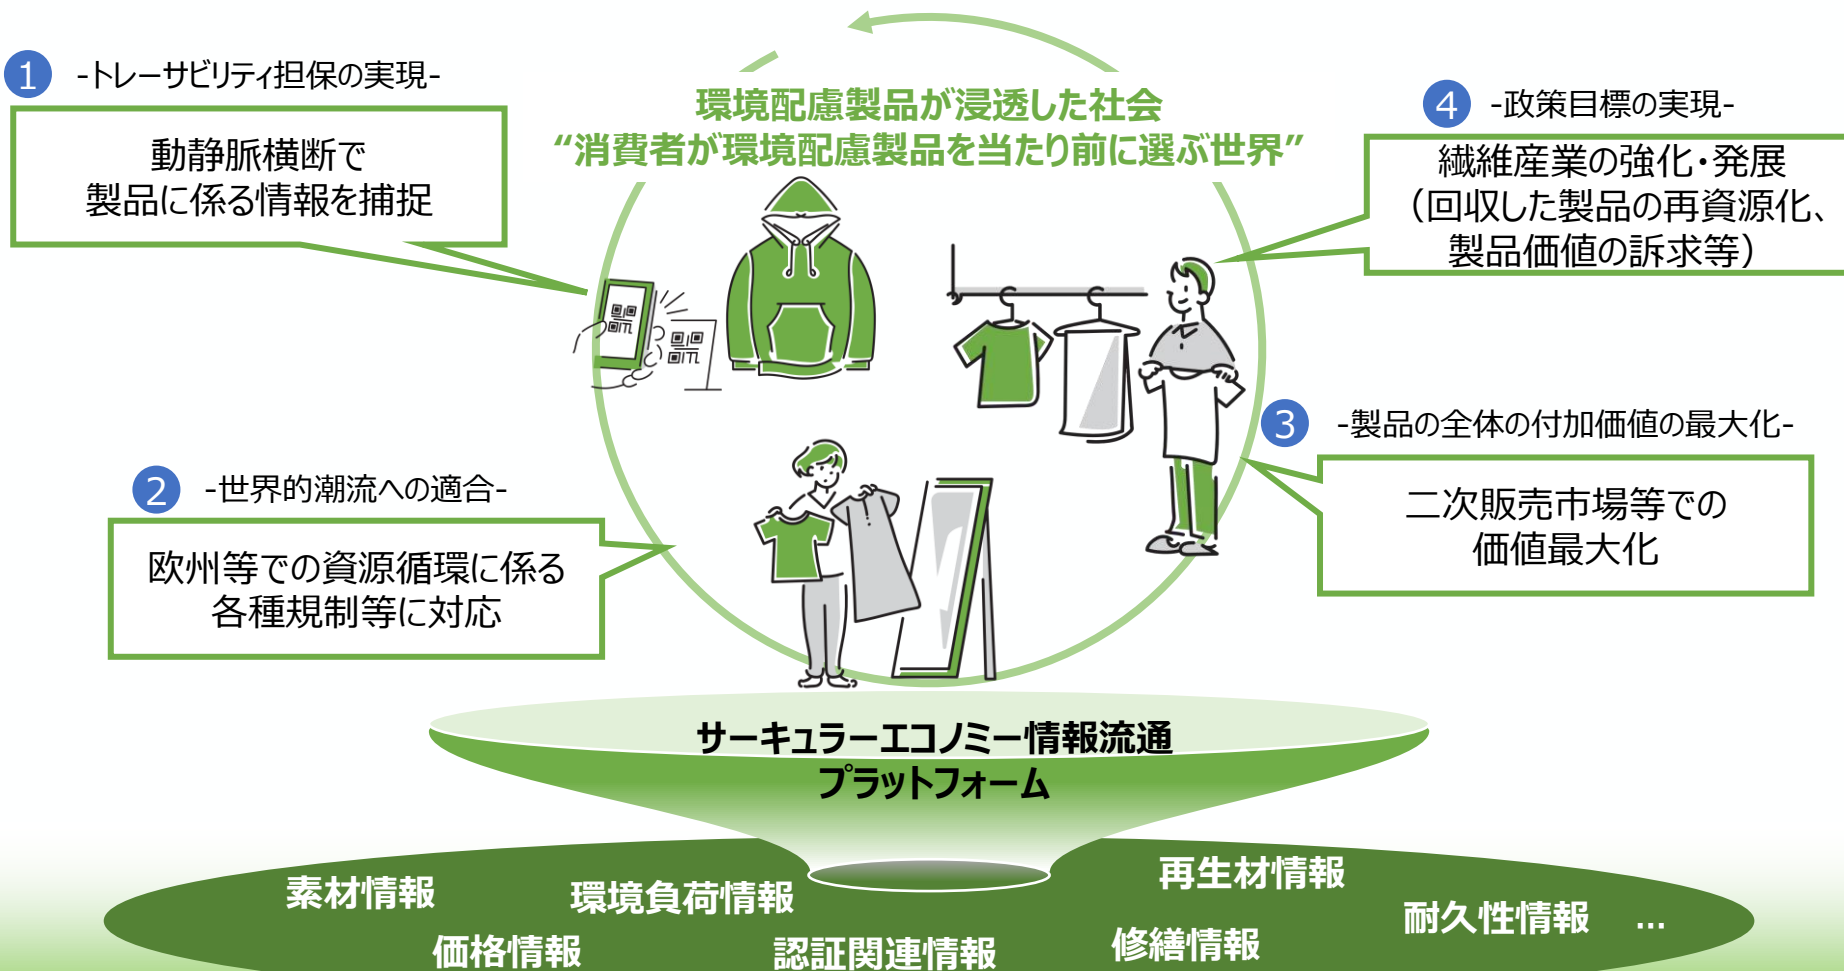 環境配慮製品が浸透した社会
“消費者が環境配慮製品を当たり前に選ぶ世界”
1 -トレーサビリティ担保の実現-
動静脈横断で
製品に係る情報を捕捉
2 -世界的潮流への適合-
欧州等での資源循環に係る
各種規制等に対応
3 -製品の全体の付加価値の最大化-
二次販売市場等での
価値最大化
4 -政策目標の実現-
繊維産業の強化・発展
（回収した製品の再資源化、
製品価値の訴求等）
サーキュラーエコノミー情報流通
プラットフォーム
素材情報
環境負荷情報
再生材情報
耐久性情報 …
価格情報
認証関連情報
修繕情報